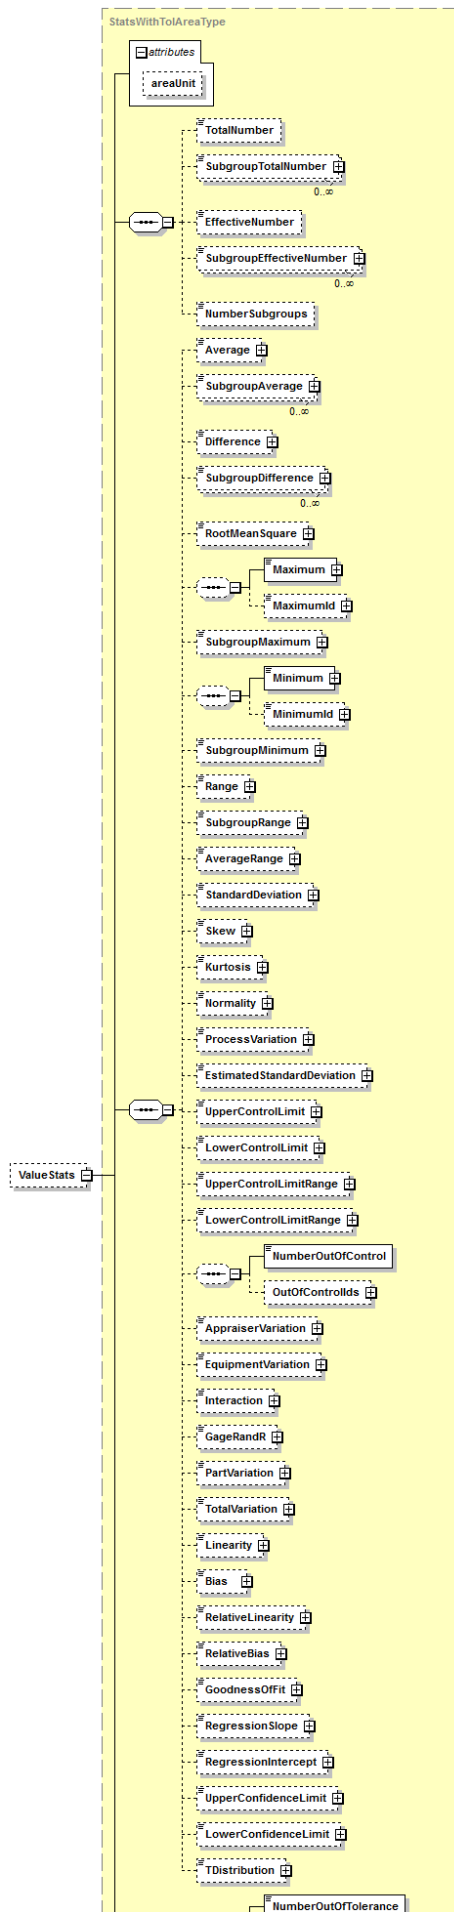 StatsWithTolAreaType
attributes
areaUnit
TotalNumber
SubgroupTotalNumber
0..∞
EffectiveNumber
SubgroupEffectiveNumber
0..∞
NumberSubgroups
Average
SubgroupAverage
0..∞
Difference
SubgroupDifference
0..∞
RootMeanSquare
Maximum
MaximumId
SubgroupMaximum
Minimum
MinimumId
SubgroupMinimum
Range
SubgroupRange
AverageRange
StandardDeviation
Skew
Kurtosis
Normality
ProcessVariation
EstimatedStandardDeviation
UpperControlLimit
LowerControlLimit
ValueStats
UpperControlLimitRange
LowerControlLimitRange
NumberOutOfControl
OutOfControlIds
AppraiserVariation
EquipmentVariation
Interaction
GageRandR
PartVariation
TotalVariation
Linearity
Bias
RelativeLinearity
RelativeBias
GoodnessOfFit
RegressionSlope
RegressionIntercept
UpperConfidenceLimit
LowerConfidenceLimit
TDistribution
NumberOutOfTolerance